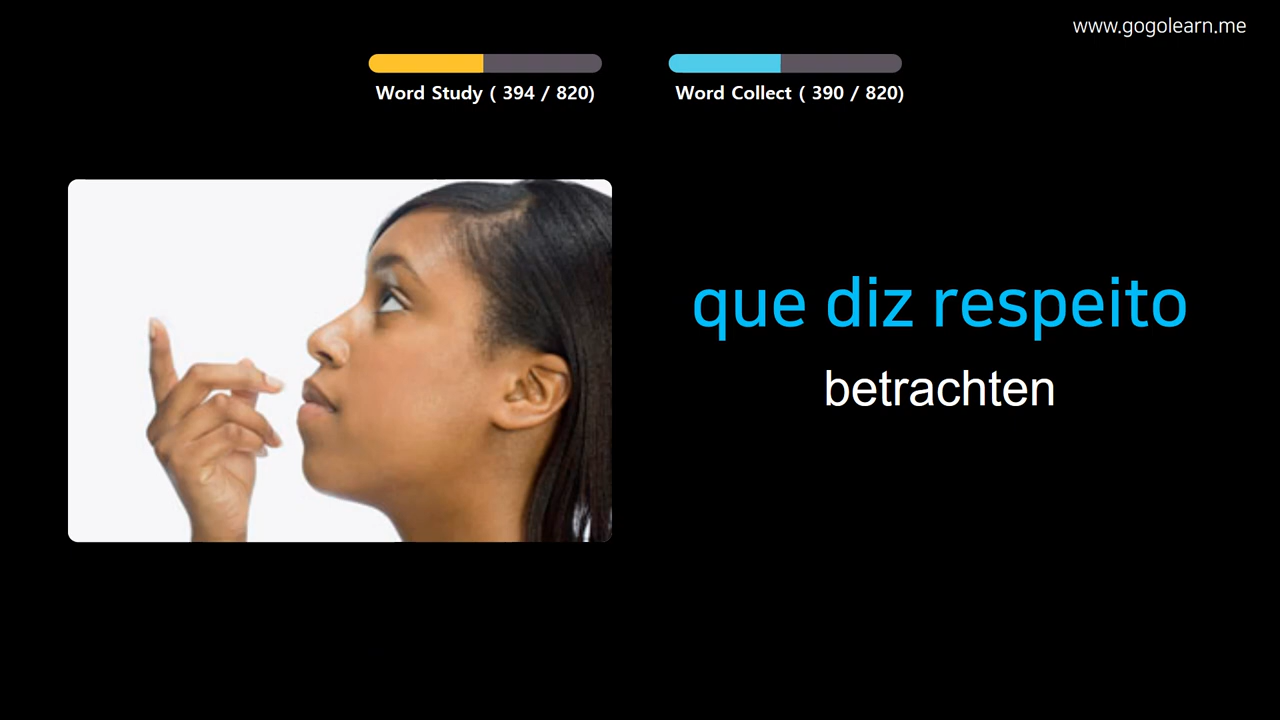 www.gogolearn.me
Word Study ( 394 / 820)
Word Collect ( 390 / 820)
que diz respeito
betrachten